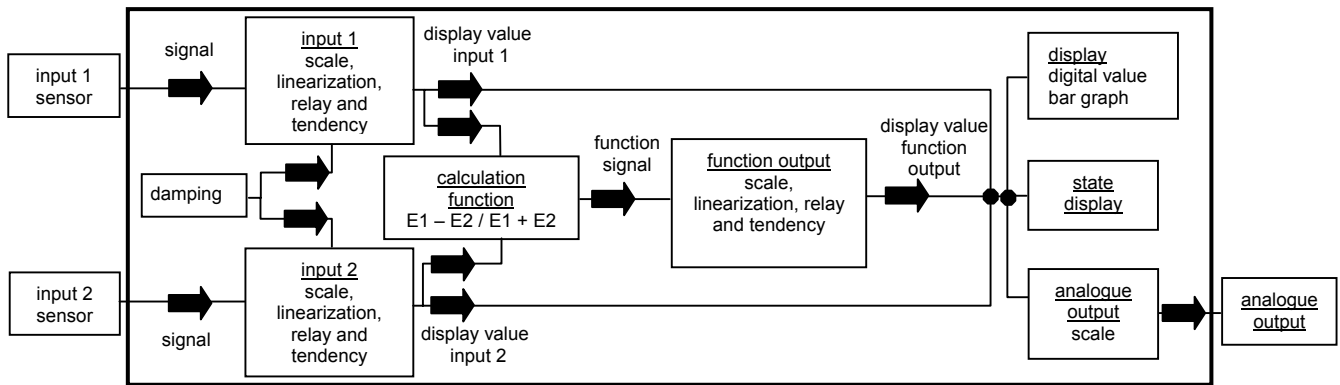 input 1
sensor
signal
input 1
scale,
linearization,
relay and
tendency
display value
input 1
damping
calculation
function
E1 – E2 / E1 + E2
function
signal
function output
scale,
linearization, relay
and tendency
display value
function
output
display
digital value
bar graph
state
display
input 2
sensor
signal
input 2
scale,
linearization,
relay and
tendency
display value
input 2
analogue
output
scale
analogue
output